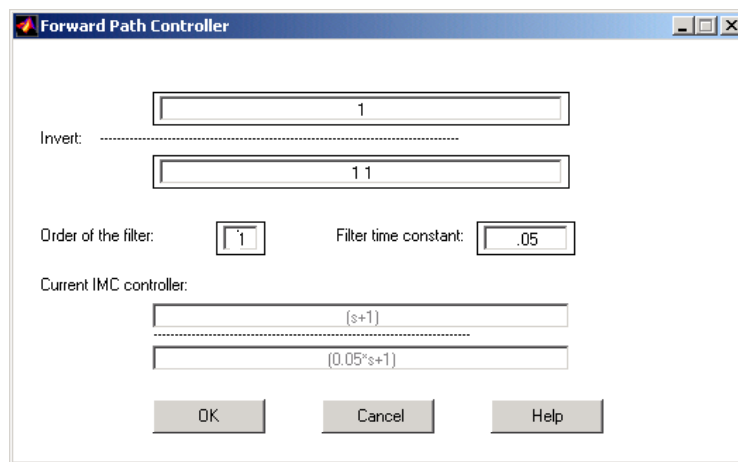 Forward Path Controller
1
Invert: ------------------------------------------------------------------------
1 1
Order of the filter: 1 Filter time constant: .05
Current IMC controller:
(s+1)
------------------------------------------------------------------------
(0.05*s+1)
OK Cancel Help